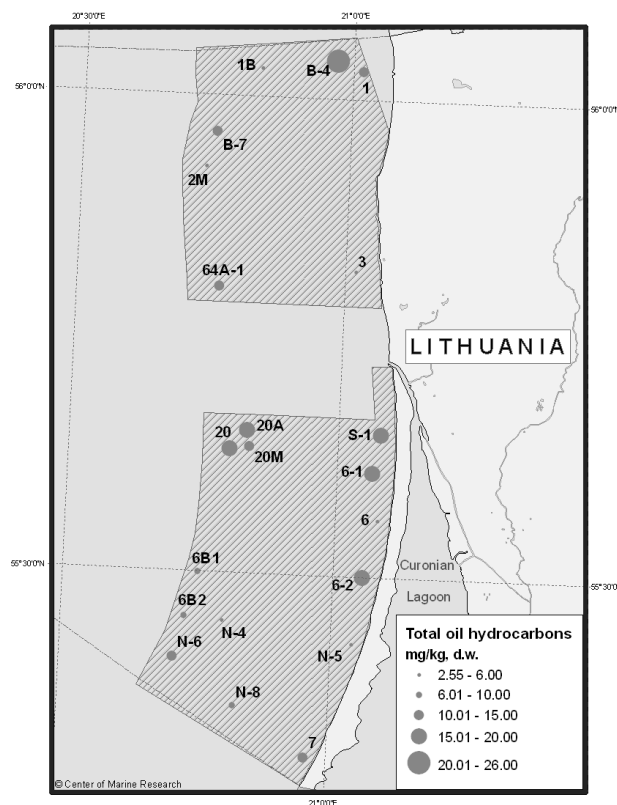 20°30'0"E
21°0'0"E
1B
B-4
1
56°0'0"N
56°0'0"N
B-7
2M
3
64A-1
LITHUANIA
20
20A
S-1
20M
6-1
6
6B1
55°30'0"N
Curonian
6-2
55°30'0"N
6B2
Lagoon
N-4
N-6
N-5
Total oil hydrocarbons
mg/kg, d.w.
2.55 - 6.00
N-8
6.01 - 10.00
10.01 - 15.00
7
15.01 - 20.00
20.01 - 26.00
© Center of Marine Research
21°0'0"E